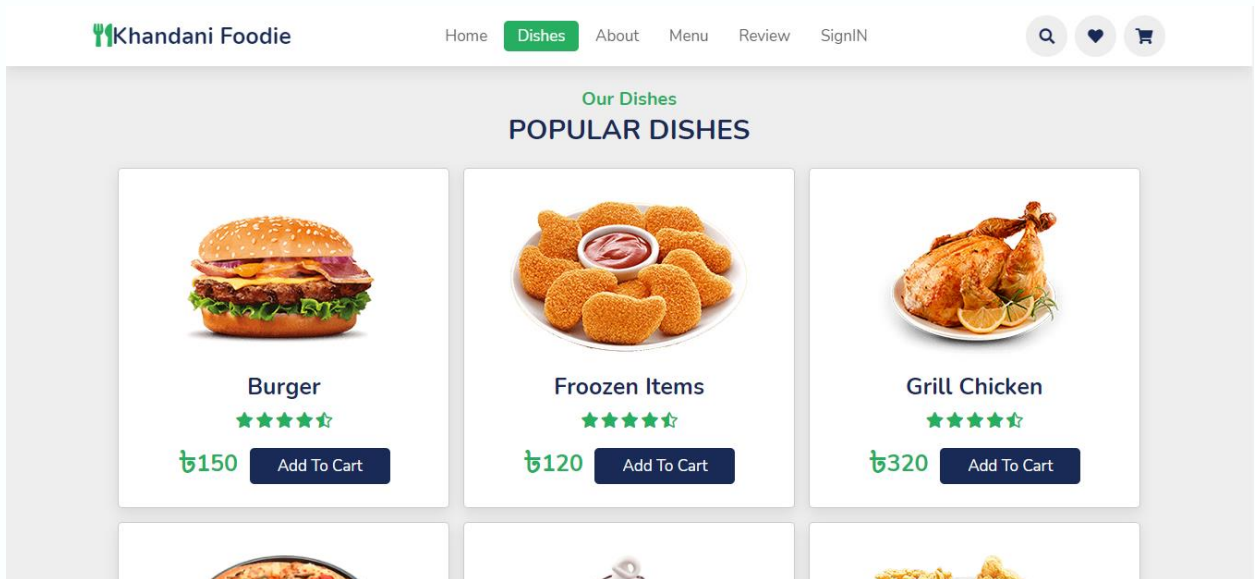 Khandani Foodie
Home Dishes About Menu Review SignIN
Our Dishes
POPULAR DISHES
Burger
৳150 Add To Cart
Froozen Items
৳120 Add To Cart
Grill Chicken
৳320 Add To Cart